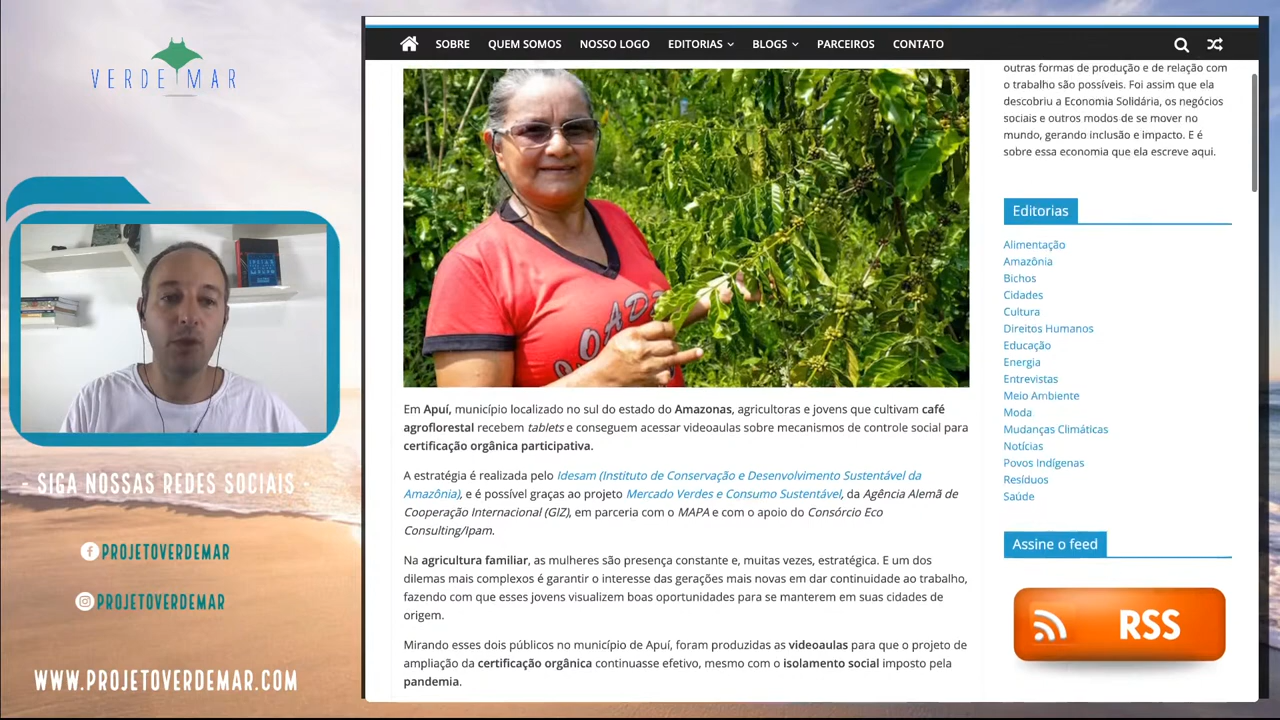 VERDE MAR
- SIGA NOSSAS REDES SOCIAIS
PROJETOVERDEMAR
PROJETOVERDEMAR
WWW.PROJETOVERDEMAR.COM
SOBRE QUEM SOMOS NOSSO LOGO EDITORIAS BLOGS PARCEIROS CONTATO
Em Apuí, município localizado no sul do estado do Amazonas, agricultoras e jovens que cultivam café
agroflorestal recebem tablets e conseguem acessar videoaulas sobre mecanismos de controle social para
certificação orgânica participativa.
A estratégia é realizada pelo Idesam (Instituto de Conservação e Desenvolvimento Sustentável da
Amazônia), e é possível graças ao projeto Mercado Verdes e Consumo Sustentável, da Agência Alemã de
Cooperação Internacional (GIZ), em parceria com o MAPA e com o apoio do Consórcio Eco
Consulting/Ipam.
Na agricultura familiar, as mulheres são presença constante e, muitas vezes, estratégica. E um dos
dilemas mais complexos é garantir o interesse das gerações mais novas em dar continuidade ao trabalho,
fazendo com que esses jovens visualizem boas oportunidades para se manterem em suas cidades de
origem.
Mirando esses dois públicos no município de Apuí, foram produzidas as videoaulas para que o projeto de
ampliação da certificação orgânica continuasse efetivo, mesmo com o isolamento social imposto pela
pandemia.
outras formas de produção e de relação com
o trabalho são possíveis. Foi assim que ela
descobriu a Economia Solidária, os negócios
sociais e outros modos de se mover no
mundo, gerando inclusão e impacto. E é
sobre essa economia que ela escreve aqui.
Editorias
Alimentação
Amazônia
Bichos
Cidades
Cultura
Direitos Humanos
Educação
Energia
Entrevistas
Meio Ambiente
Moda
Mudanças Climáticas
Notícias
Povos Indígenas
Resíduos
Saúde
Assine o feed
RSS